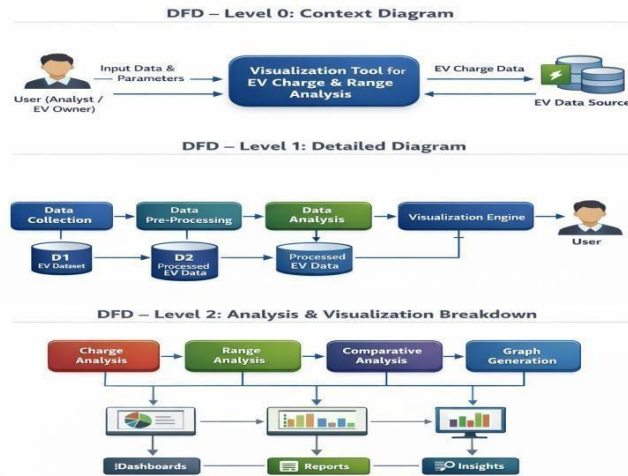 DFD – Level 0: Context Diagram
Input Data &
Parameters
User (Analyst /
EV Owner)
Visualization Tool for
EV Charge & Range
Analysis
EV Charge Data
EV Data Source
DFD – Level 1: Detailed Diagram
Data
Collection
Data
Pre-Processing
Data
Analysis
Visualization Engine
D1
EV Dataset
D2
Processed
EV Data
Processed
EV Data
User
DFD – Level 2: Analysis & Visualization Breakdown
Charge
Analysis
Range
Analysis
Comparative
Analysis
Graph
Generation
Dashboards
Reports
Insights